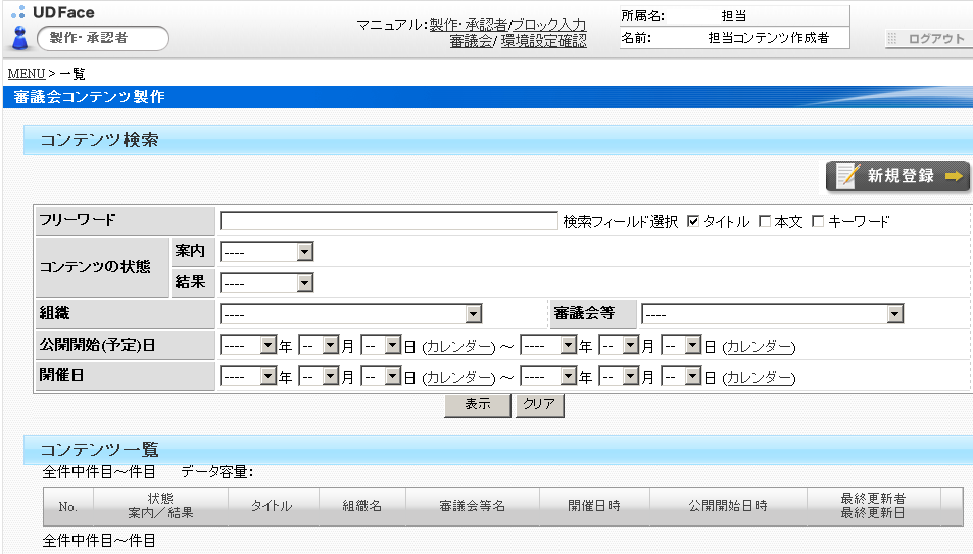 UDFace
製作・承認者
マニュアル：製作・承認者/ブロック入力
審議会/ 環境設定確認
所属名： 担当
名前： 担当コンテンツ作成者
ログアウト
MENU > 一覧
審議会コンテンツ製作
コンテンツ検索
新規登録
フリーワード 検索フィールド選択 タイトル 本文 キーワード
コンテンツの状態 案内 ----
結果 ----
組織 ---- 審議会等 ----
公開開始(予定)日 ---- 年 -- 月 -- 日 (カレンダー) ～ ---- 年 -- 月 -- 日 (カレンダー)
開催日 ---- 年 -- 月 -- 日 (カレンダー) ～ ---- 年 -- 月 -- 日 (カレンダー)
表示 クリア
コンテンツ一覧
全件中件目～件目 データ容量：
No. 状態 案内／結果 タイトル 組織名 審議会等名 開催日時 公開開始日時 最終更新者 最終更新日
全件中件目～件目